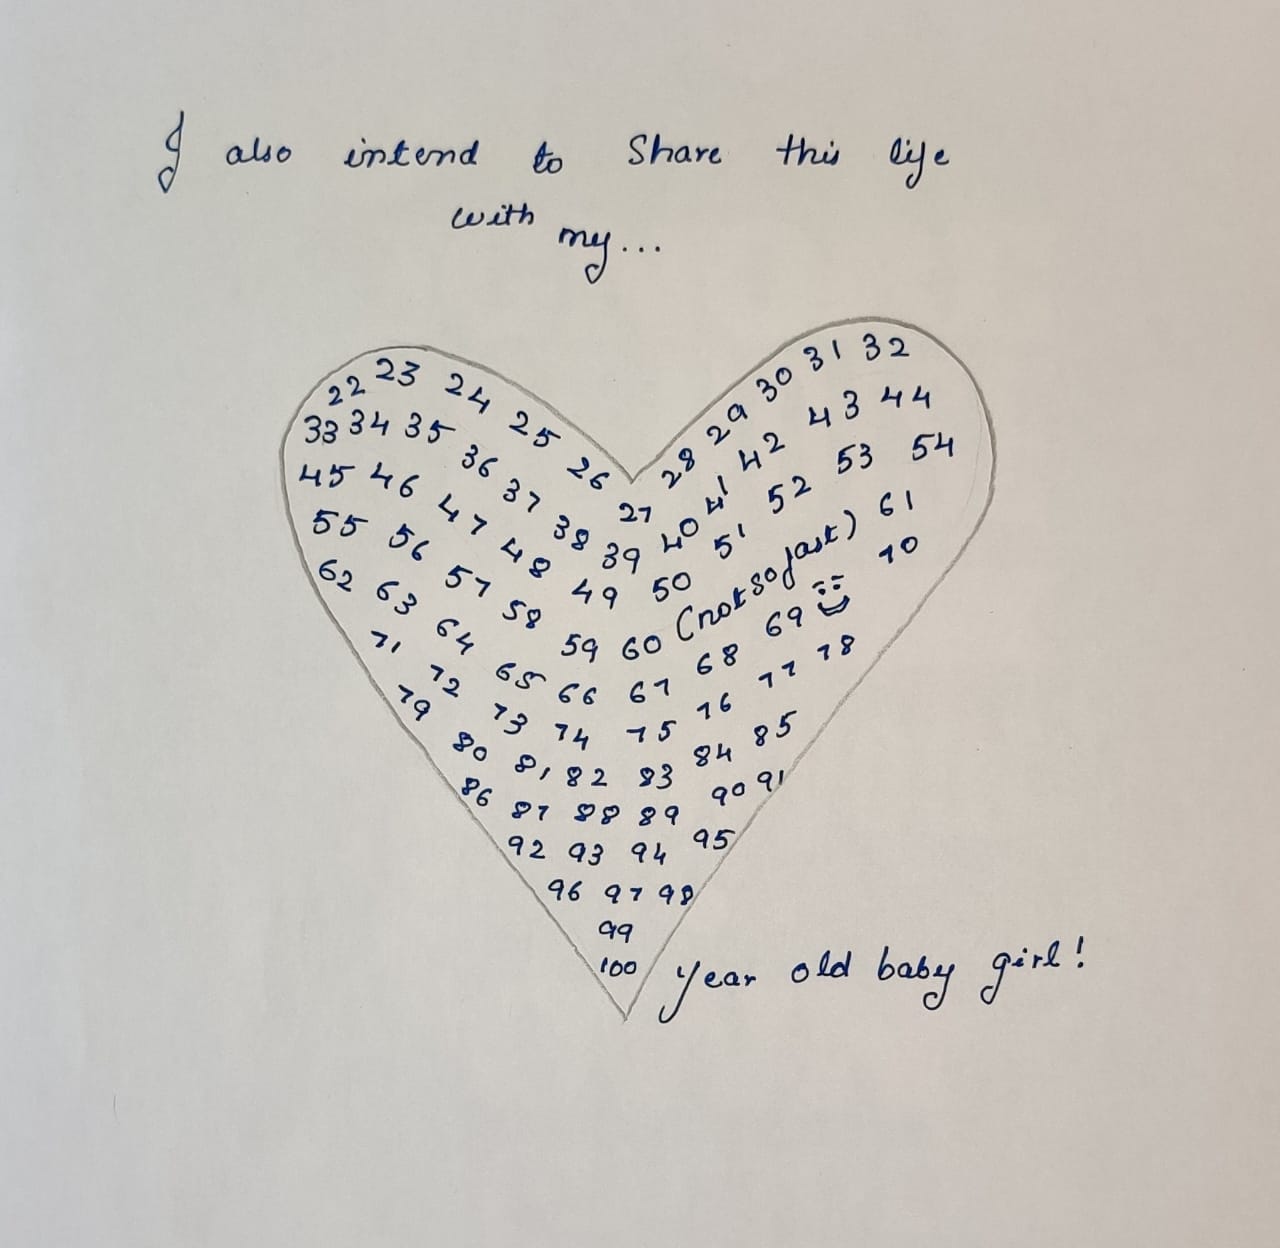 I also intend to Share this life
with my...
22 23 24 25 26 27 28 29 30 31 32
33 34 35 36 37 38 39 40 41 42 43 44
45 46 47 48 49 50 51 52 53 54
55 56 57 58 59 60 (not so fast) 61
62 63 64 65 66 67 68 69 70
71 72 73 74 75 76 77 78
79 80 81 82 83 84 85
86 87 88 89 90 91
92 93 94 95
96 97 98
99
100 year old baby girl!